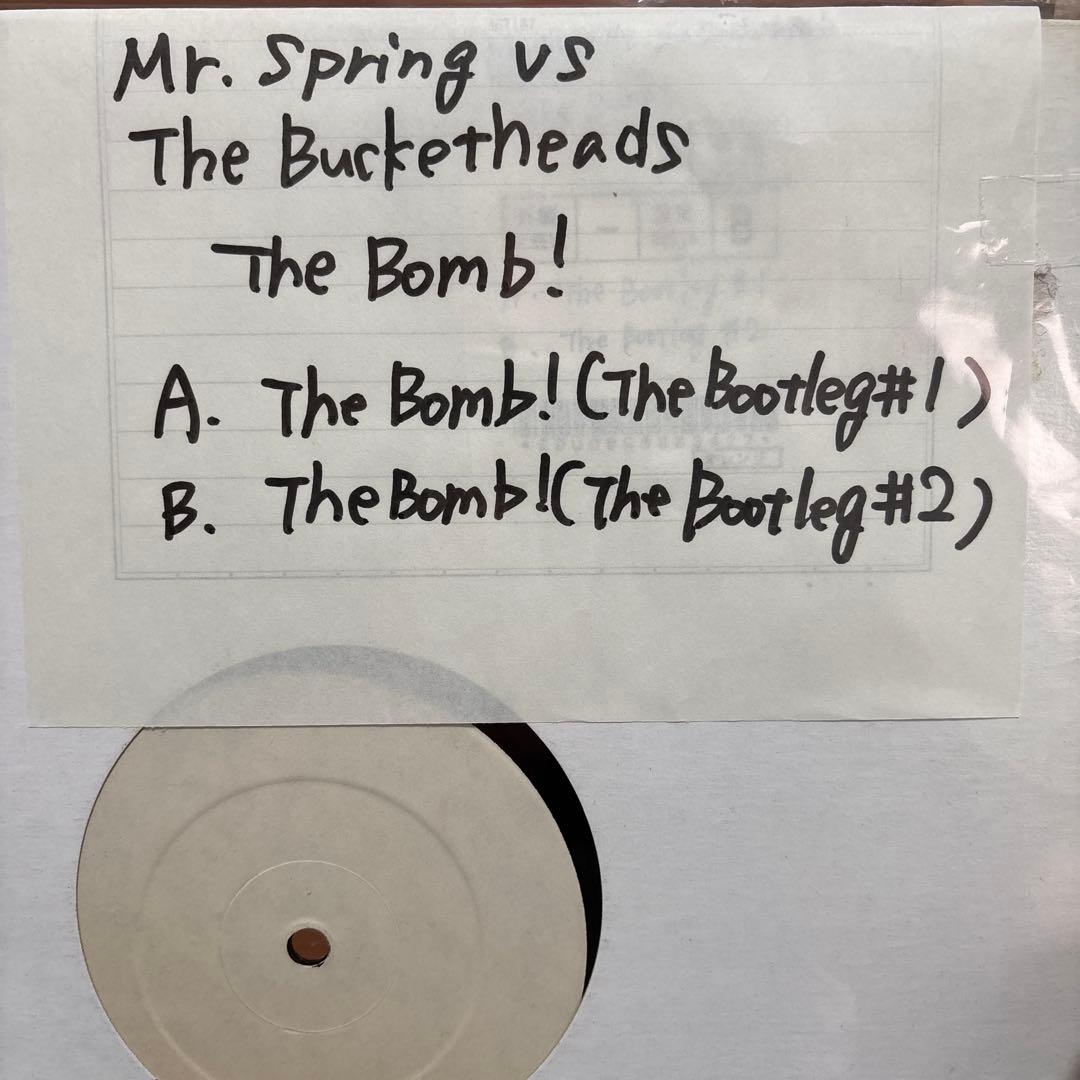 Mr. Spring vs
The Bucketheads
The Bomb!
A. The Bomb! (The Bootleg #1)
B. The Bomb! (The Bootleg #2)